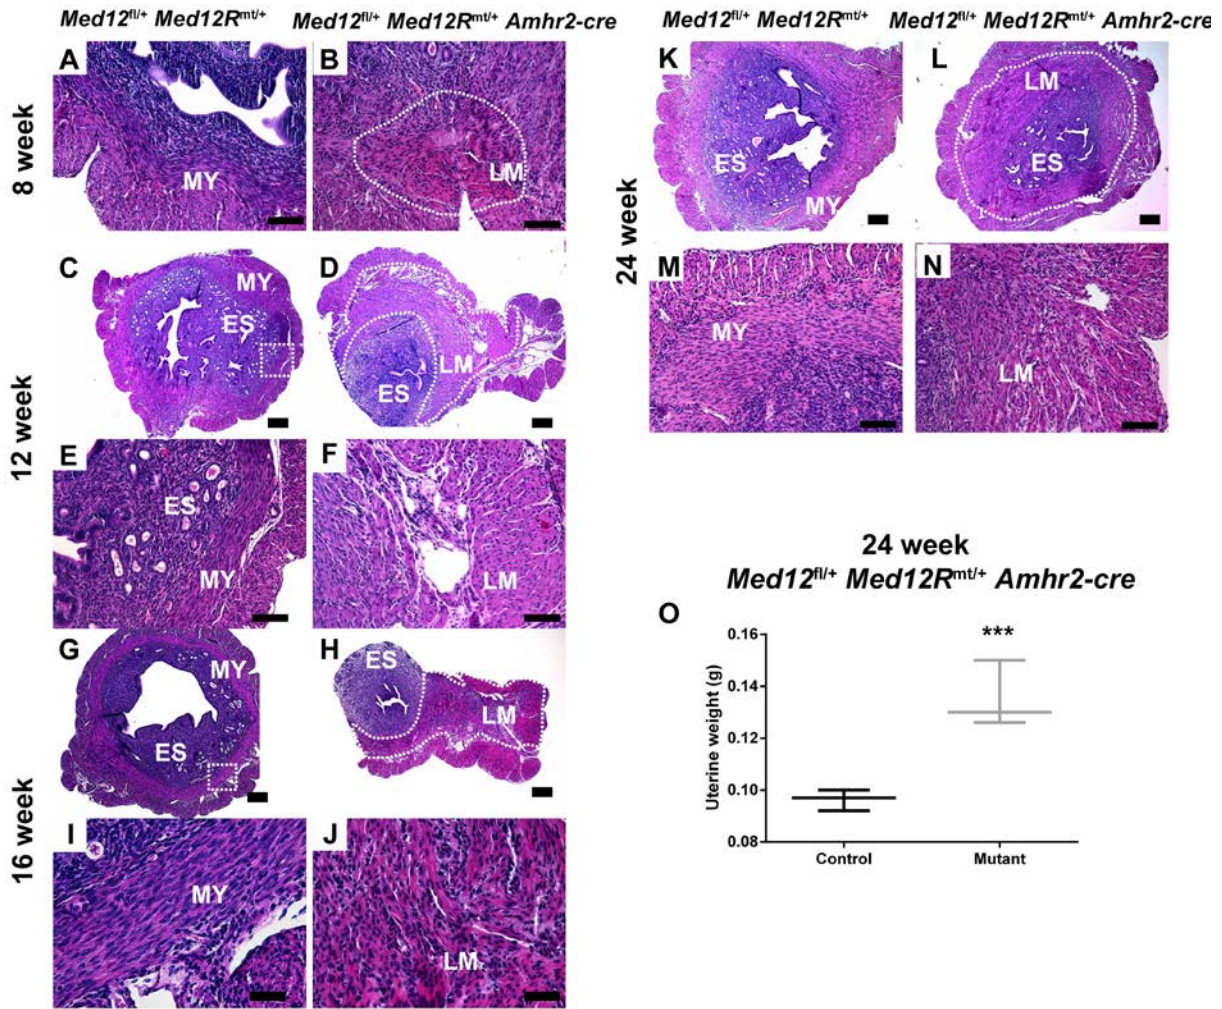 Med12fl/+ Med12Rmt/+
Med12fl/+ Med12Rmt/+ Amhr2-cre
8 week
A
MY
B
LM
12 week
C
MY
ES
D
LM
ES
E
ES
MY
F
LM
16 week
G
MY
ES
H
ES
LM
I
MY
J
LM
Med12fl/+ Med12Rmt/+
Med12fl/+ Med12Rmt/+ Amhr2-cre
24 week
K
ES
MY
L
LM
ES
M
MY
N
LM
24 week
Med12fl/+ Med12Rmt/+ Amhr2-cre
O
Uterine weight (g)
0.16
0.14
0.12
0.10
0.08
***
Control
Mutant